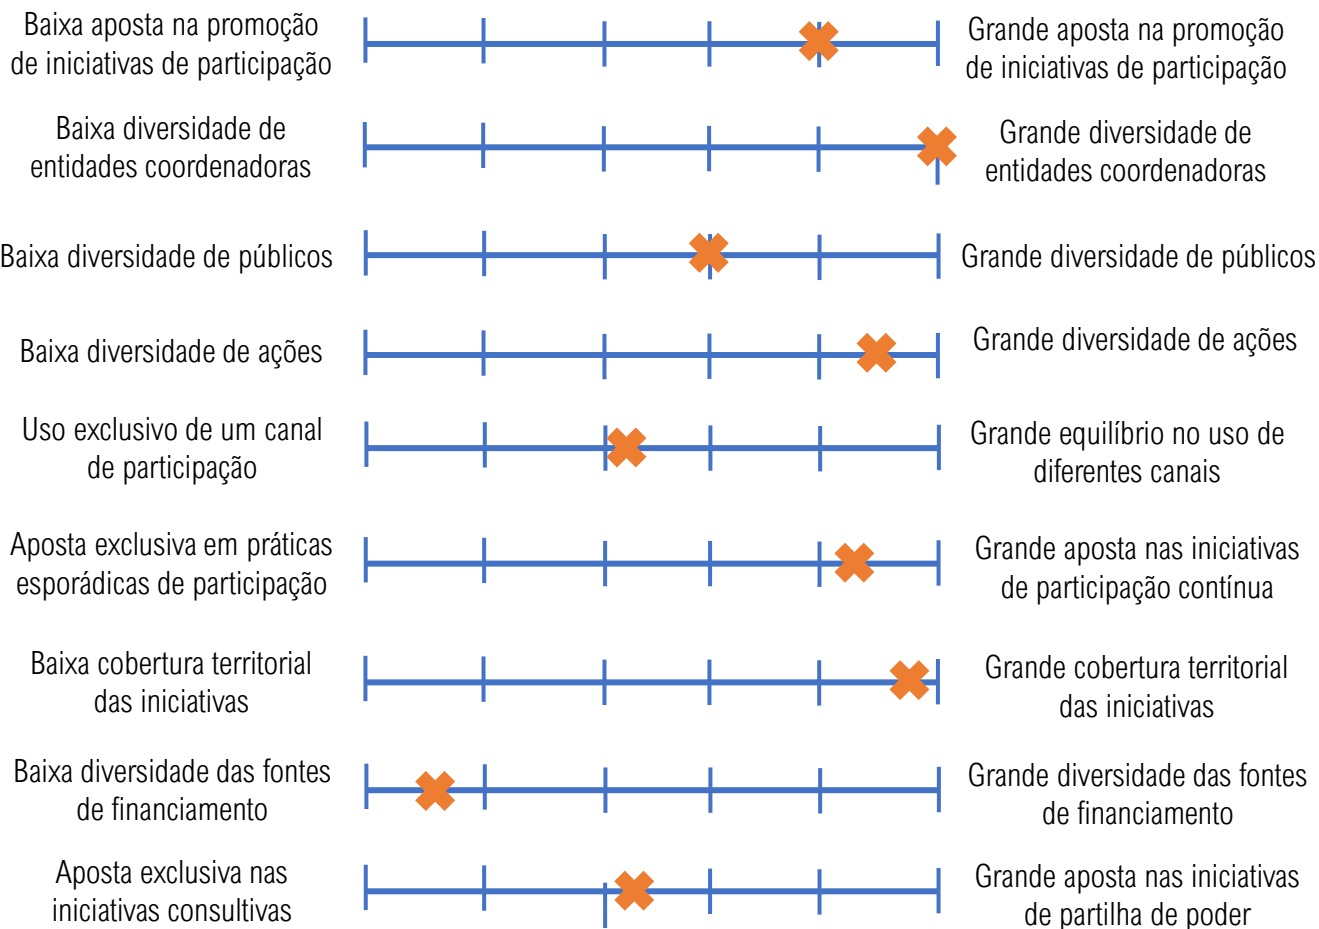 Baixa aposta na promoção
de iniciativas de participação
Grande aposta na promoção
de iniciativas de participação
Baixa diversidade de
entidades coordenadoras
Grande diversidade de
entidades coordenadoras
Baixa diversidade de públicos
Grande diversidade de públicos
Baixa diversidade de ações
Grande diversidade de ações
Uso exclusivo de um canal
de participação
Grande equilíbrio no uso de
diferentes canais
Aposta exclusiva em práticas
esporádicas de participação
Grande aposta nas iniciativas
de participação contínua
Baixa cobertura territorial
das iniciativas
Grande cobertura territorial
das iniciativas
Baixa diversidade das fontes
de financiamento
Grande diversidade das fontes
de financiamento
Aposta exclusiva nas
iniciativas consultivas
Grande aposta nas iniciativas
de partilha de poder